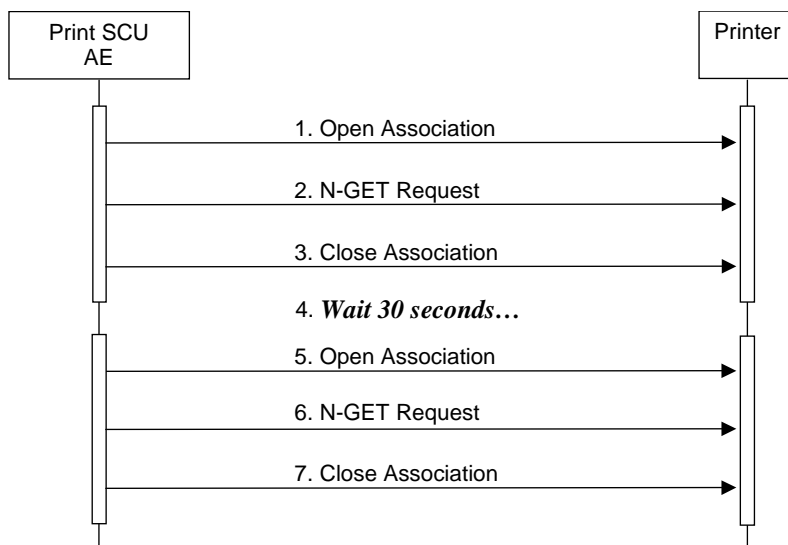 Print SCU
AE
Printer
1. Open Association
2. N-GET Request
3. Close Association
4. Wait 30 seconds…
5. Open Association
6. N-GET Request
7. Close Association